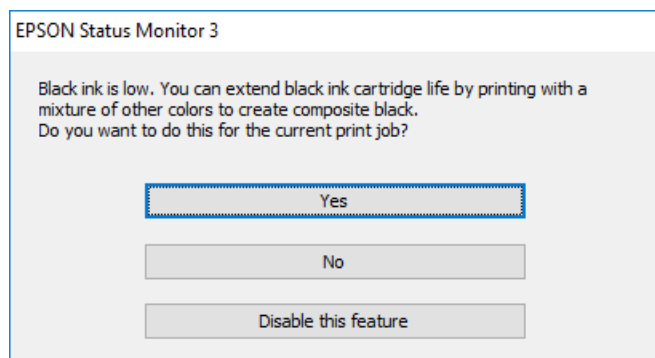 EPSON Status Monitor 3
Black ink is low. You can extend black ink cartridge life by printing with a
mixture of other colors to create composite black.
Do you want to do this for the current print job?
Yes
No
Disable this feature